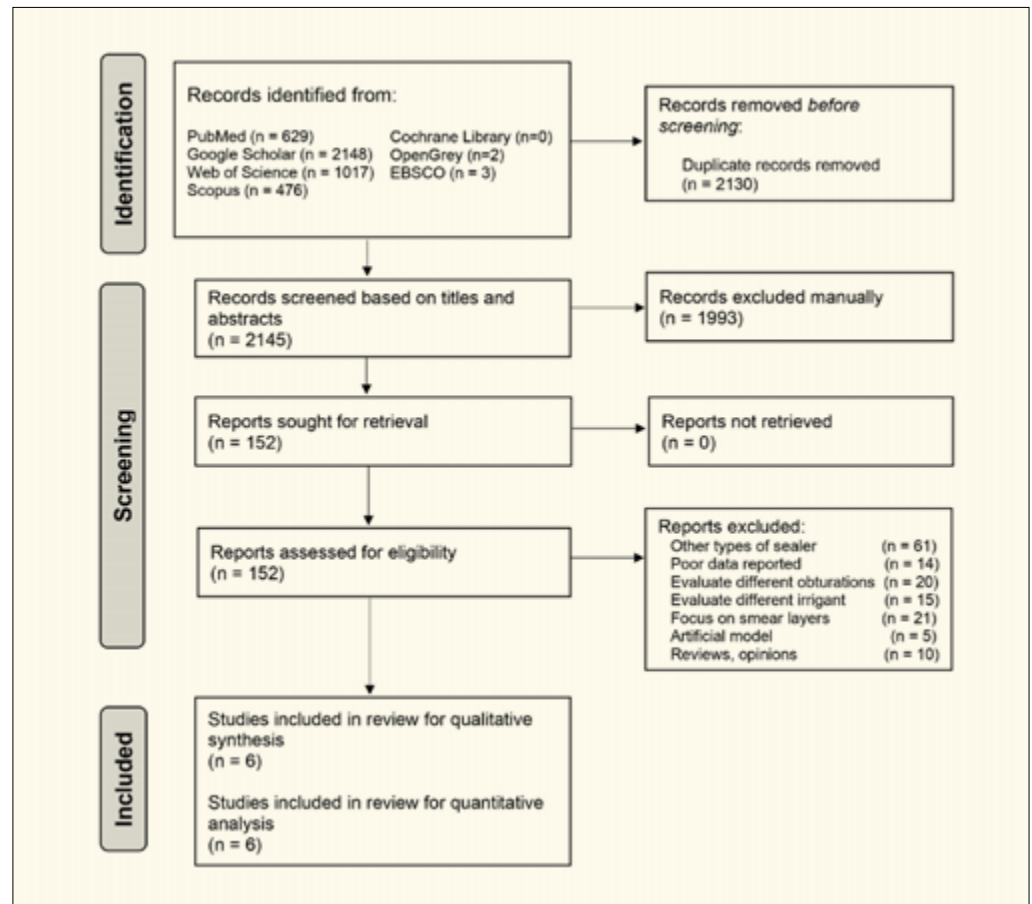 Identification
Records identified from:
PubMed (n = 629)
Google Scholar (n = 2148)
Web of Science (n = 1017)
Scopus (n = 476)
Cochrane Library (n=0)
OpenGrey (n=2)
EBSCO (n = 3)
Records removed before
screening:
Duplicate records removed
(n = 2130)
Screening
Records screened based on titles and
abstracts
(n = 2145)
Records excluded manually
(n = 1993)
Reports sought for retrieval
(n = 152)
Reports not retrieved
(n = 0)
Reports assessed for eligibility
(n = 152)
Reports excluded:
Other types of sealer (n = 61)
Poor data reported (n = 14)
Evaluate different obturations (n = 20)
Evaluate different irrigant (n = 15)
Focus on smear layers (n = 21)
Artificial model (n = 5)
Reviews, opinions (n = 10)
Included
Studies included in review for qualitative
synthesis
(n = 6)
Studies included in review for quantitative
analysis
(n = 6)